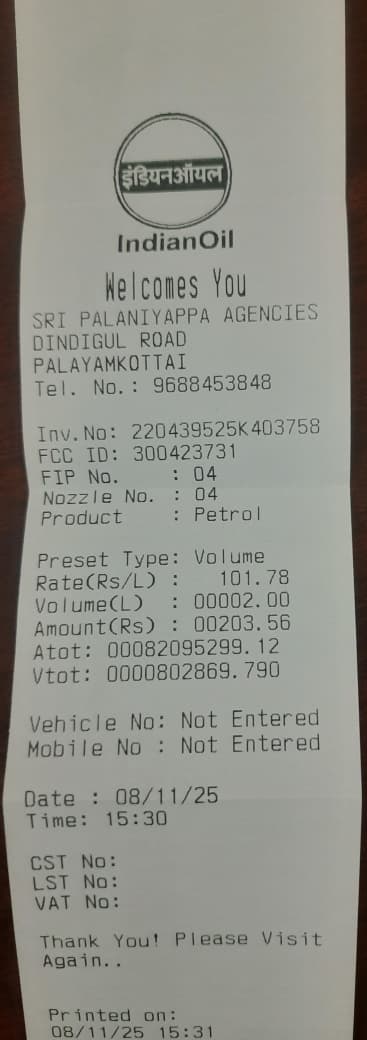 इंडियनऑयल
IndianOil
Welcomes You
SRI PALANIYAPPA AGENCIES
DINDIGUL ROAD
PALAYAMKOTTAI
Tel. No.: 9688453848
Inv.No: 220439525K403758
FCC ID: 300423731
FIP No. : 04
Nozzle No. : 04
Product : Petrol
Preset Type: Volume
Rate(Rs/L) : 101.78
Volume(L) : 00002.00
Amount(Rs) : 00203.56
Atot: 00082095299.12
Vtot: 0000802869.790
Vehicle No: Not Entered
Mobile No : Not Entered
Date : 08/11/25
Time: 15:30
CST No:
LST No:
VAT No:
Thank You! Please Visit
Again..
Printed on:
08/11/25 15:31